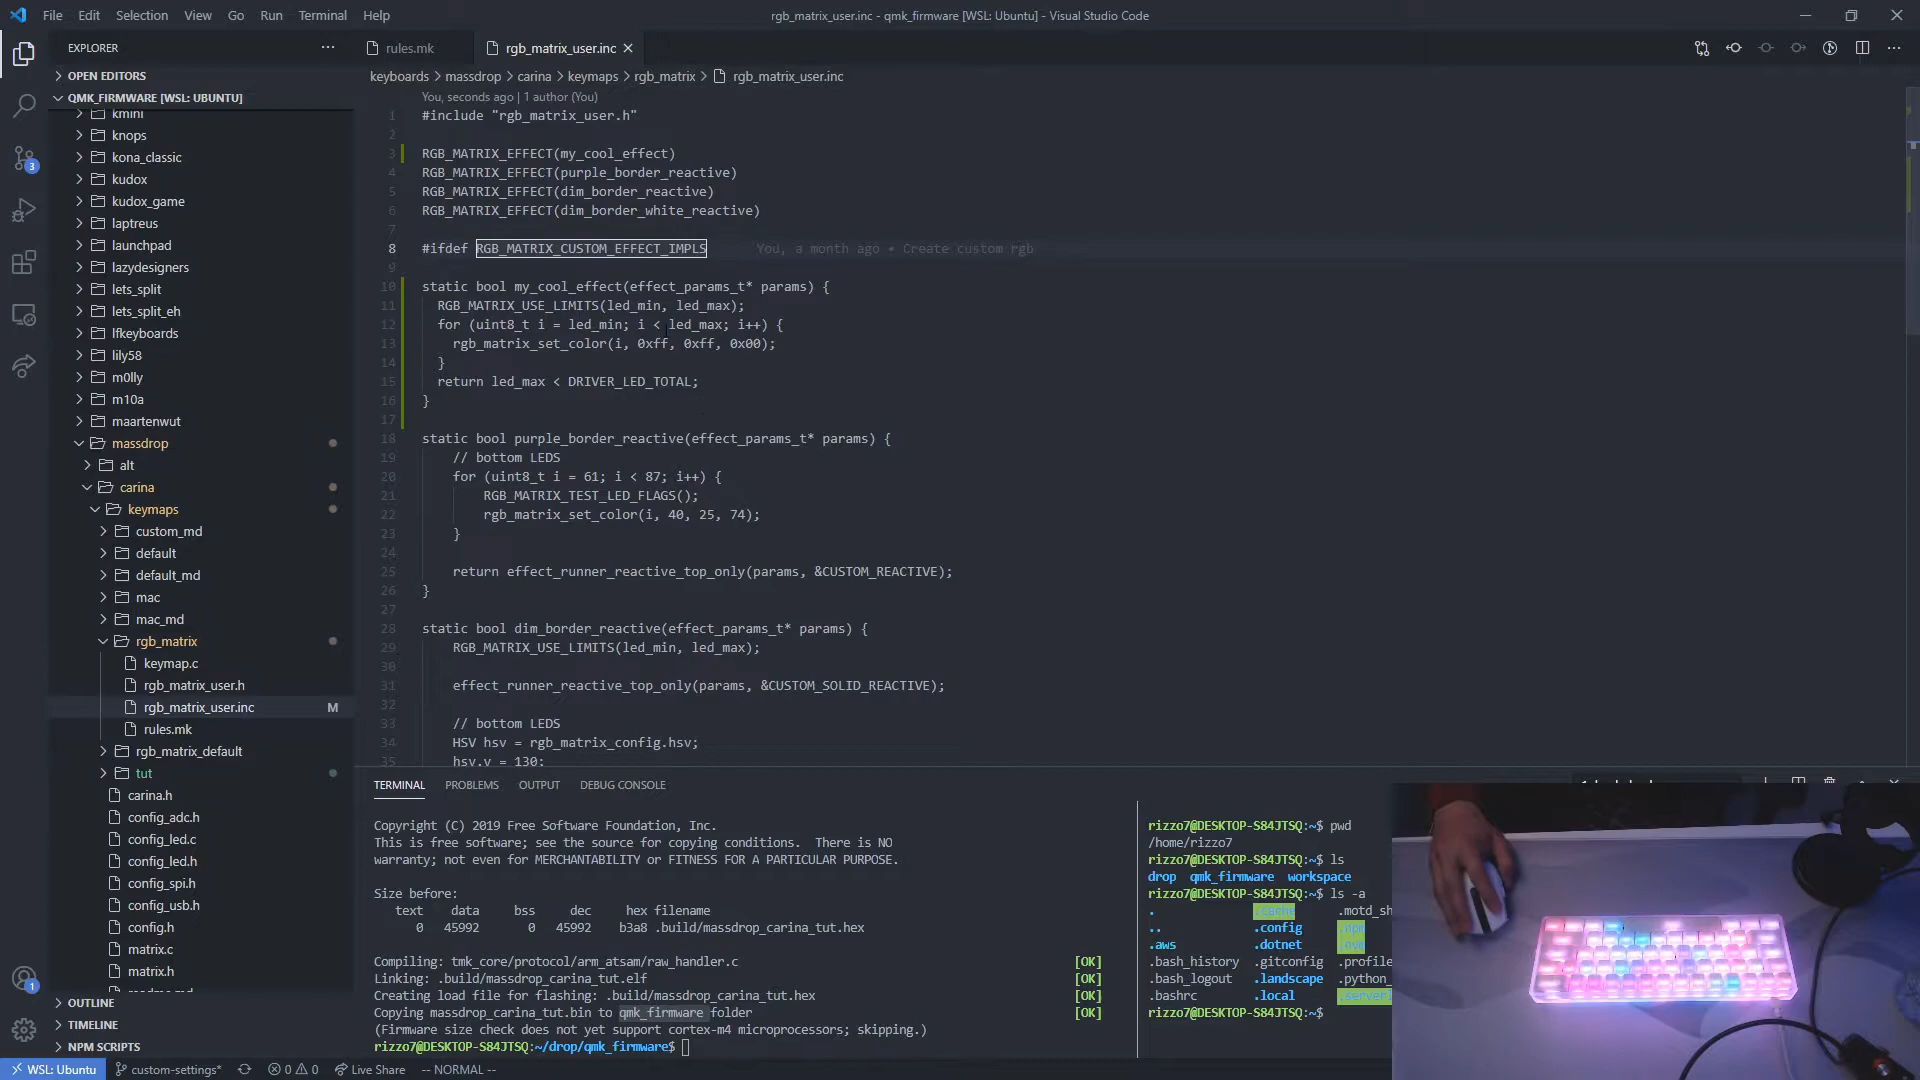 File Edit Selection View Go Run Terminal Help
rgb_matrix_user.inc - qmk_firmware [WSL: Ubuntu] - Visual Studio Code
EXPLORER
OPEN EDITORS
QMK_FIRMWARE [WSL: UBUNTU]
kmini
knops
kona_classic
kudox
kudox_game
laptreus
launchpad
lazydesigners
lets_split
lets_split_eh
lfkeyboards
lily58
m0lly
m10a
maartenwut
massdrop
alt
carina
keymaps
custom_md
default
default_md
mac
mac_md
rgb_matrix
keymap.c
rgb_matrix_user.h
rgb_matrix_user.inc M
rules.mk
rgb_matrix_default
tut
carina.h
config_adc.h
config_led.c
config_led.h
config_spi.h
config_usb.h
config.h
matrix.c
matrix.h
OUTLINE
TIMELINE
NPM SCRIPTS
3
1
rules.mk
rgb_matrix_user.inc
keyboards > massdrop > carina > keymaps > rgb_matrix > rgb_matrix_user.inc
You, seconds ago | 1 author (You)
1 #include "rgb_matrix_user.h"
2
3 RGB_MATRIX_EFFECT(my_cool_effect)
4 RGB_MATRIX_EFFECT(purple_border_reactive)
5 RGB_MATRIX_EFFECT(dim_border_reactive)
6 RGB_MATRIX_EFFECT(dim_border_white_reactive)
7
8 #ifdef RGB_MATRIX_CUSTOM_EFFECT_IMPLS You, a month ago • Create custom rgb
9
10 static bool my_cool_effect(effect_params_t* params) {
11 RGB_MATRIX_USE_LIMITS(led_min, led_max);
12 for (uint8_t i = led_min; i < led_max; i++) {
13 rgb_matrix_set_color(i, 0xff, 0xff, 0x00);
14 }
15 return led_max < DRIVER_LED_TOTAL;
16 }
17
18 static bool purple_border_reactive(effect_params_t* params) {
19 // bottom LEDS
20 for (uint8_t i = 61; i < 87; i++) {
21 RGB_MATRIX_TEST_LED_FLAGS();
22 rgb_matrix_set_color(i, 40, 25, 74);
23 }
24
25 return effect_runner_reactive_top_only(params, &CUSTOM_REACTIVE);
26 }
27
28 static bool dim_border_reactive(effect_params_t* params) {
29 RGB_MATRIX_USE_LIMITS(led_min, led_max);
30
31 effect_runner_reactive_top_only(params, &CUSTOM_SOLID_REACTIVE);
32
33 // bottom LEDS
34 HSV hsv = rgb_matrix_config.hsv;
35 hsv.v = 130;
TERMINAL PROBLEMS OUTPUT DEBUG CONSOLE
Copyright (C) 2019 Free Software Foundation, Inc.
This is free software; see the source for copying conditions. There is NO
warranty; not even for MERCHANTABILITY or FITNESS FOR A PARTICULAR PURPOSE.
Size before:
text data bss dec hex filename
0 45992 0 45992 b3a8 .build/massdrop_carina_tut.hex
Compiling: tmk_core/protocol/arm_atsam/raw_handler.c [OK]
Linking: .build/massdrop_carina_tut.elf [OK]
Creating load file for flashing: .build/massdrop_carina_tut.hex [OK]
Copying massdrop_carina_tut.bin to qmk_firmware folder [OK]
(Firmware size check does not yet support cortex-m4 microprocessors; skipping.)
rizzo7@DESKTOP-S84JTSQ:~/drop/qmk_firmware$
rizzo7@DESKTOP-S84JTSQ:~$ pwd
/home/rizzo7
rizzo7@DESKTOP-S84JTSQ:~$ ls
drop qmk_firmware workspace
rizzo7@DESKTOP-S84JTSQ:~$ ls -a
. .cache .motd_sh
.. .config .npm
.aws .dotnet
.bash_history .gitconfig .profile
.bash_logout .landscape .python_
.bashrc .local
rizzo7@DESKTOP-S84JTSQ:~$
WSL: Ubuntu custom-settings* 0 0 Live Share -- NORMAL --